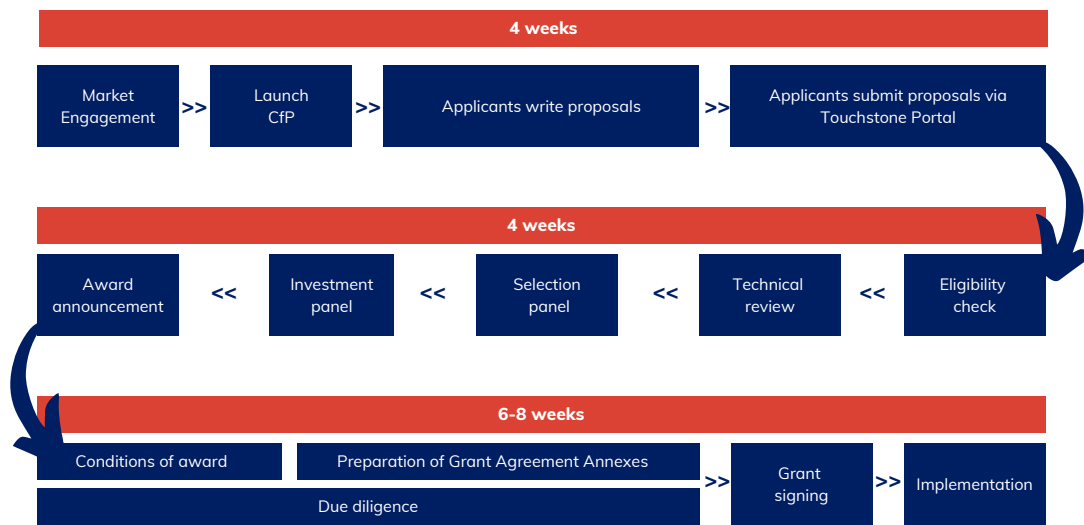 4 weeks
Market
Engagement
>>
Launch
CfP
>>
Applicants write proposals
>>
Applicants submit proposals via
Touchstone Portal
4 weeks
Award
announcement
<<
Investment
panel
<<
Selection
panel
<<
Technical
review
<<
Eligibility
check
6-8 weeks
Conditions of award
Preparation of Grant Agreement Annexes
Due diligence
>>
Grant
signing
>>
Implementation